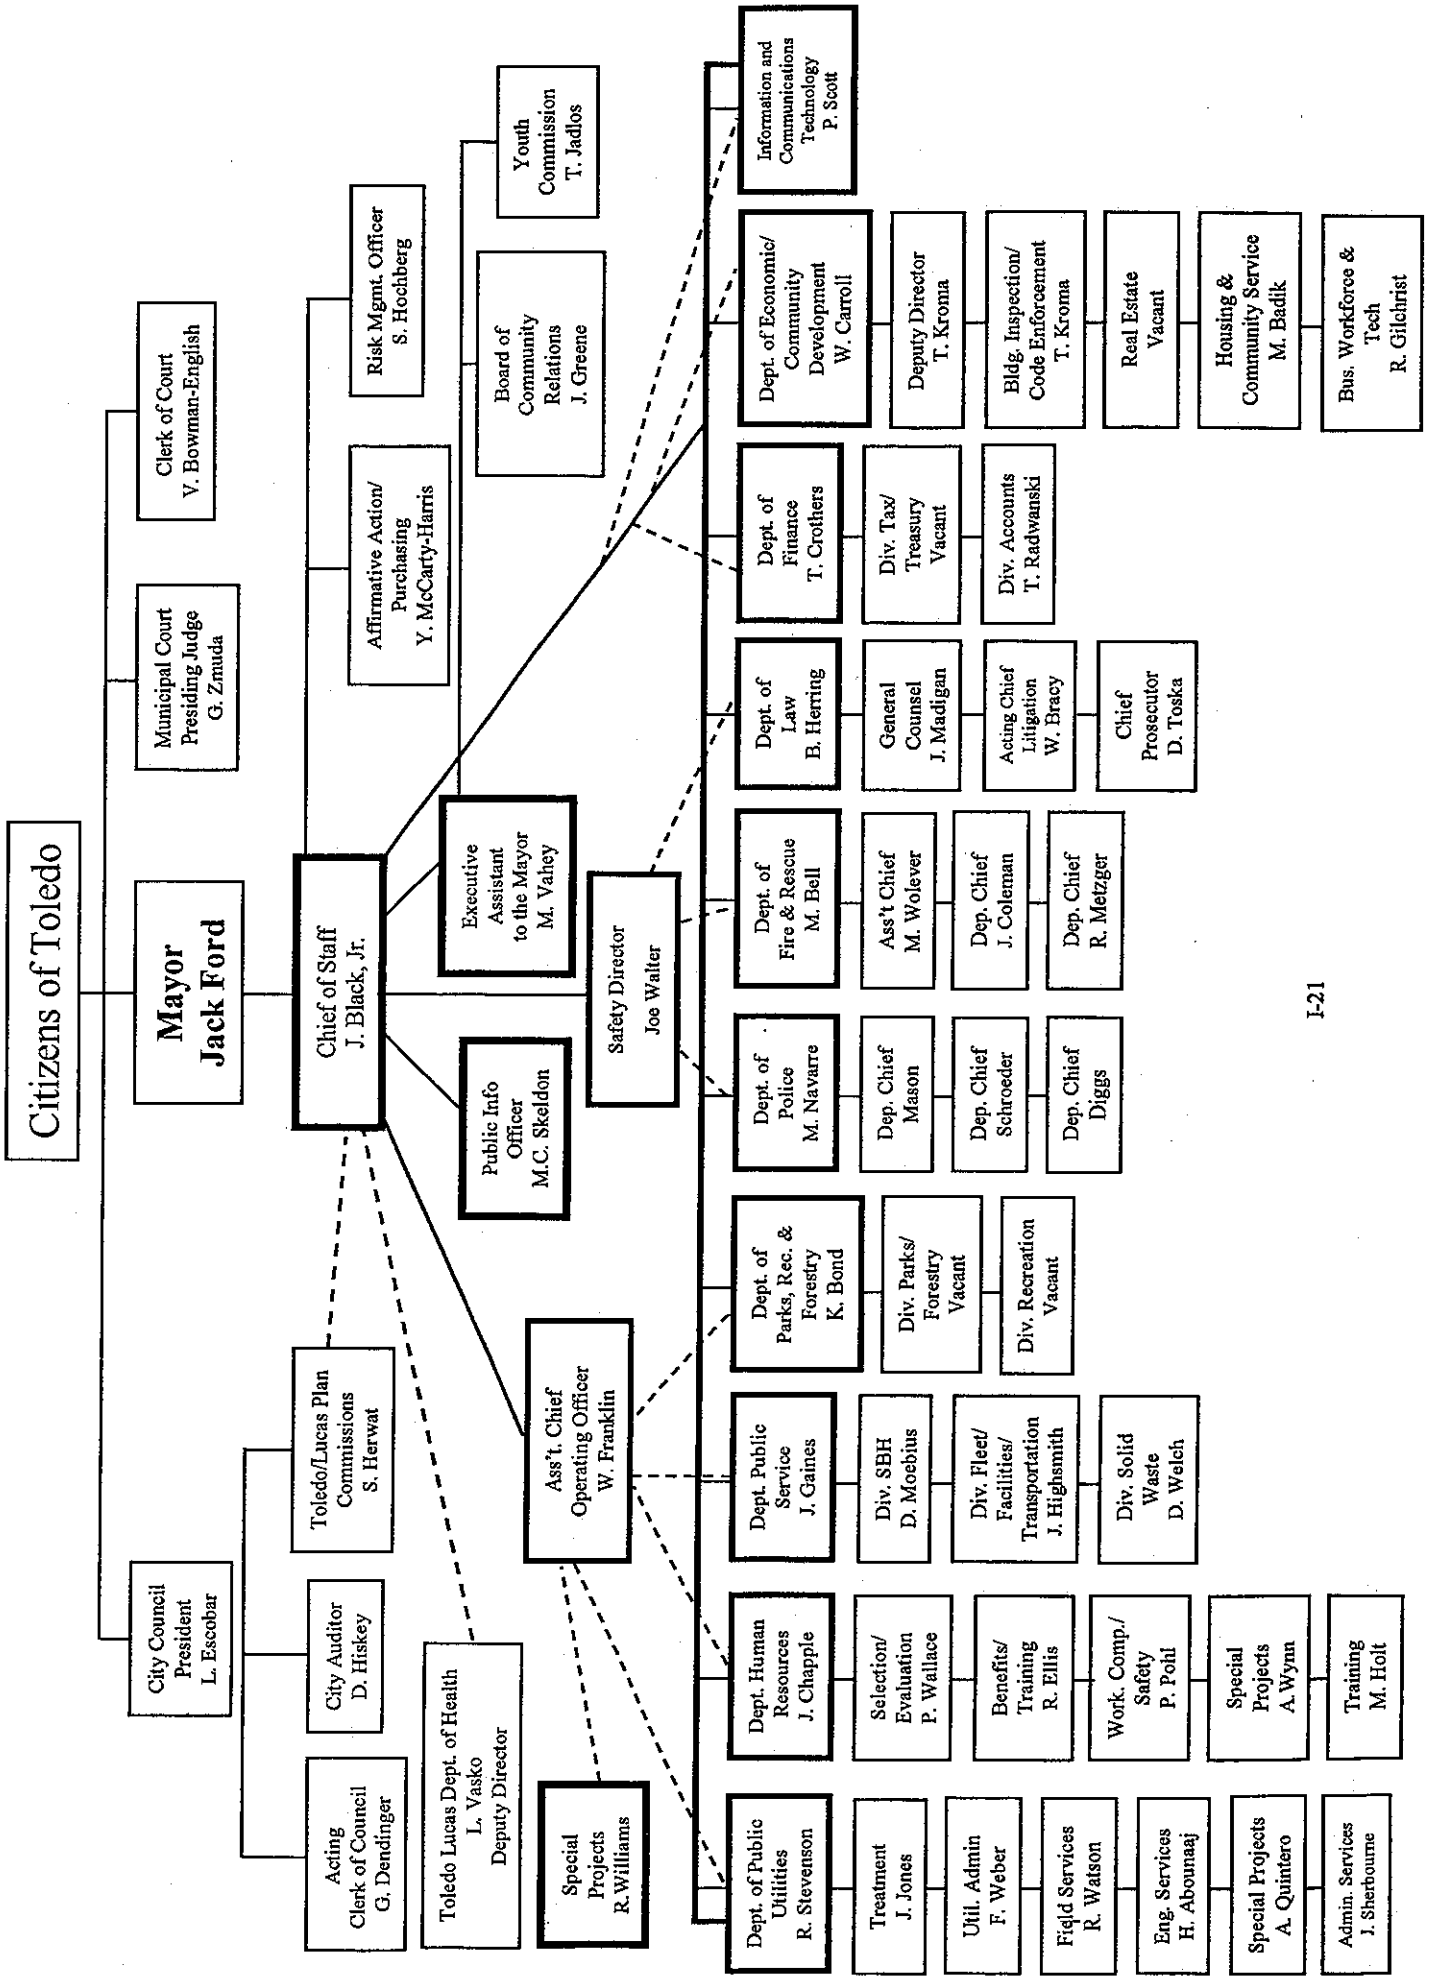 Citizens of Toledo
City Council
President
L. Escobar
Mayor
Jack Ford
Municipal Court
Presiding Judge
G. Zmuda
Clerk of Court
V. Bowman-English
Acting
Clerk of Council
G. Dendinger
City Auditor
D. Hiskey
Toledo/Lucas Plan
Commissions
S. Herwat
Chief of Staff
J. Black, Jr.
Affirmative Action/
Purchasing
Y. McCarty-Harris
Risk Mgmt. Officer
S. Hochberg
Toledo Lucas Dept. of Health
L. Vasko
Deputy Director
Public Info
Officer
M.C. Skeldon
Executive
Assistant
to the Mayor
M. Vahey
Board of
Community
Relations
J. Greene
Youth
Commission
T. Jadlos
Special
Projects
R.Williams
Ass't. Chief
Operating Officer
W. Franklin
Safety Director
Joe Walter
Dept. of Public
Utilities
R. Stevenson
Treatment
J. Jones
Util. Admin
F. Weber
Field Services
R. Watson
Eng. Services
H. Abounaaj
Special Projects
A. Quintero
Admin. Services
J. Sherbourne
Dept. Human
Resources
J. Chapple
Selection/
Evaluation
P. Wallace
Benefits/
Training
R. Ellis
Work. Comp./
Safety
P. Pohl
Special
Projects
A.Wynn
Training
M. Holt
Dept. Public
Service
J. Gaines
Div. SBH
D. Moebius
Div. Fleet/
Facilities/
Transportation
J. Highsmith
Div. Solid
Waste
D. Welch
Dept. of
Parks, Rec. &
Forestry
K. Bond
Div. Parks/
Forestry
Vacant
Div. Recreation
Vacant
Dept. of
Police
M. Navarre
Dep. Chief
Mason
Dep. Chief
Schroeder
Dep. Chief
Diggs
Dept. of
Fire & Rescue
M. Bell
Ass't Chief
M. Wolever
Dep. Chief
J. Coleman
Dep. Chief
R. Metzger
Dept. of
Law
B. Herring
General
Counsel
J. Madigan
Acting Chief
Litigation
W. Bracy
Chief
Prosecutor
D. Toska
Dept. of
Finance
T. Crothers
Div. Tax/
Treasury
Vacant
Div. Accounts
T. Radwanski
Dept. of Economic/
Community
Development
W. Carroll
Deputy Director
T. Kroma
Bldg. Inspection/
Code Enforcement
T. Kroma
Real Estate
Vacant
Housing &
Community Service
M. Badik
Bus. Workforce &
Tech
R. Gilchrist
Information and
Communications
Technology
P. Scott
I-21